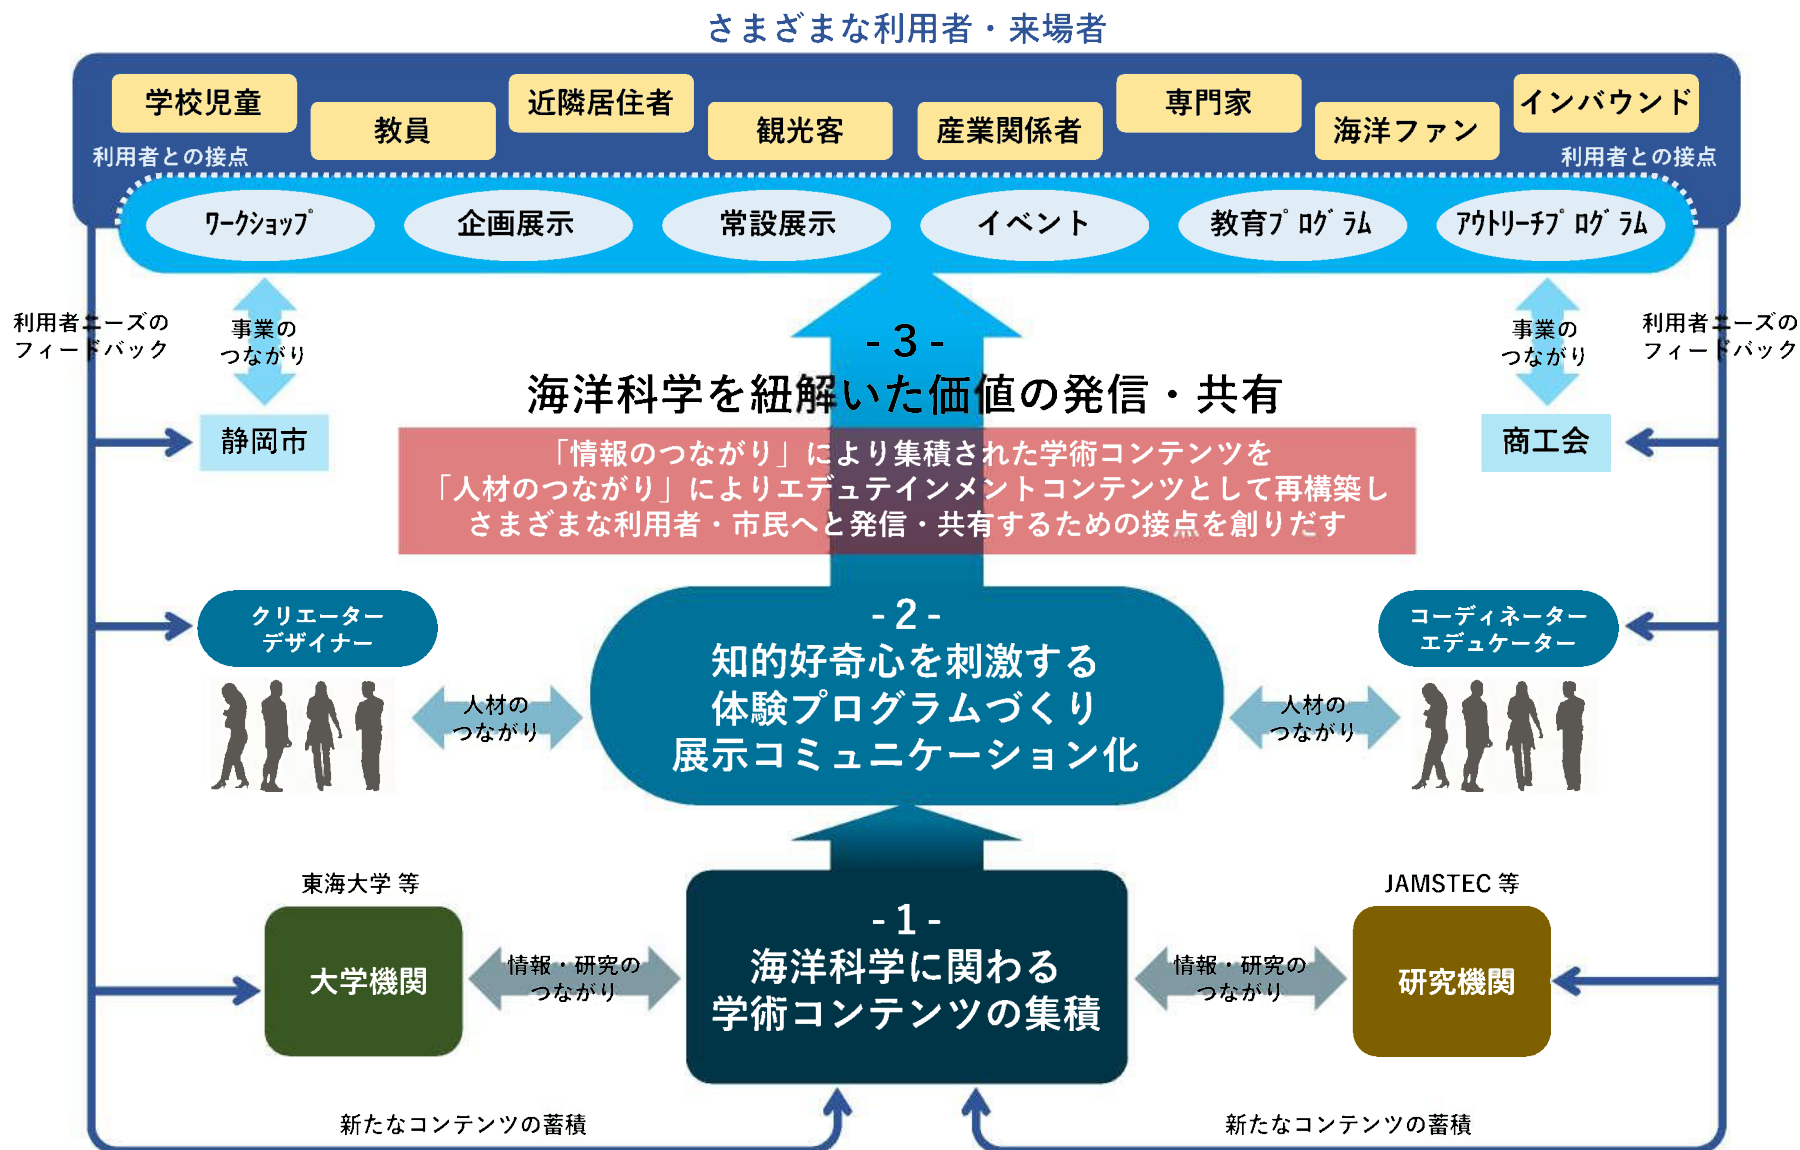 さまざまな利用者・来場者
学校児童
教員
近隣居住者
観光客
産業関係者
専門家
海洋ファン
インバウンド
利用者との接点
利用者との接点
ﾜｰｸｼｮｯﾌﾟ
企画展示
常設展示
イベント
教育ﾌﾟﾛｸﾞﾗﾑ
ｱｳﾄﾘｰﾁﾌﾟﾛｸﾞﾗﾑ
利用者ニーズの
フィードバック
事業の
つながり
- 3 -
海洋科学を紐解いた価値の発信・共有
事業の
つながり
利用者ニーズの
フィードバック
静岡市
商工会
「情報のつながり」により集積された学術コンテンツを
「人材のつながり」によりエデュテインメントコンテンツとして再構築し
さまざまな利用者・市民へと発信・共有するための接点を創りだす
クリエーター
デザイナー
- 2 -
知的好奇心を刺激する
体験プログラムづくり
展示コミュニケーション化
コーディネーター
エデュケーター
人材の
つながり
人材の
つながり
東海大学 等
大学機関
情報・研究の
つながり
- 1 -
海洋科学に関わる
学術コンテンツの集積
情報・研究の
つながり
JAMSTEC 等
研究機関
新たなコンテンツの蓄積
新たなコンテンツの蓄積